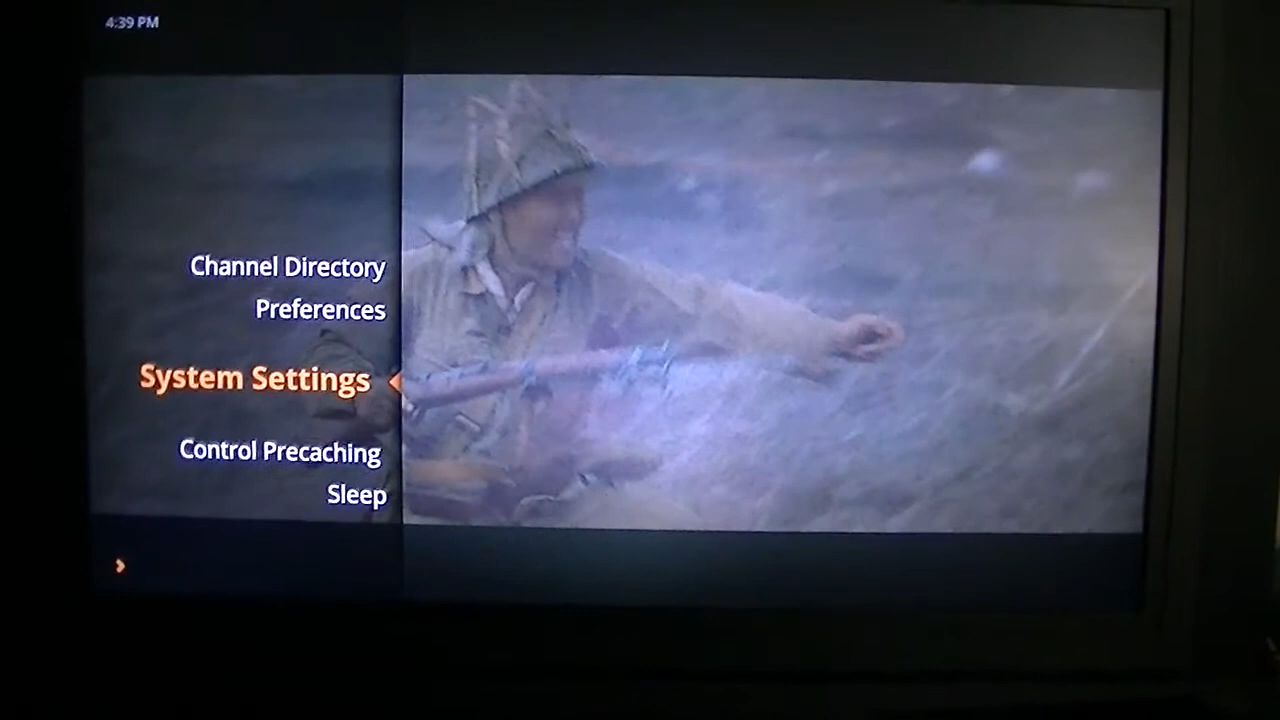 4:39 PM
Channel Directory
Preferences
System Settings
Control Precaching
Sleep